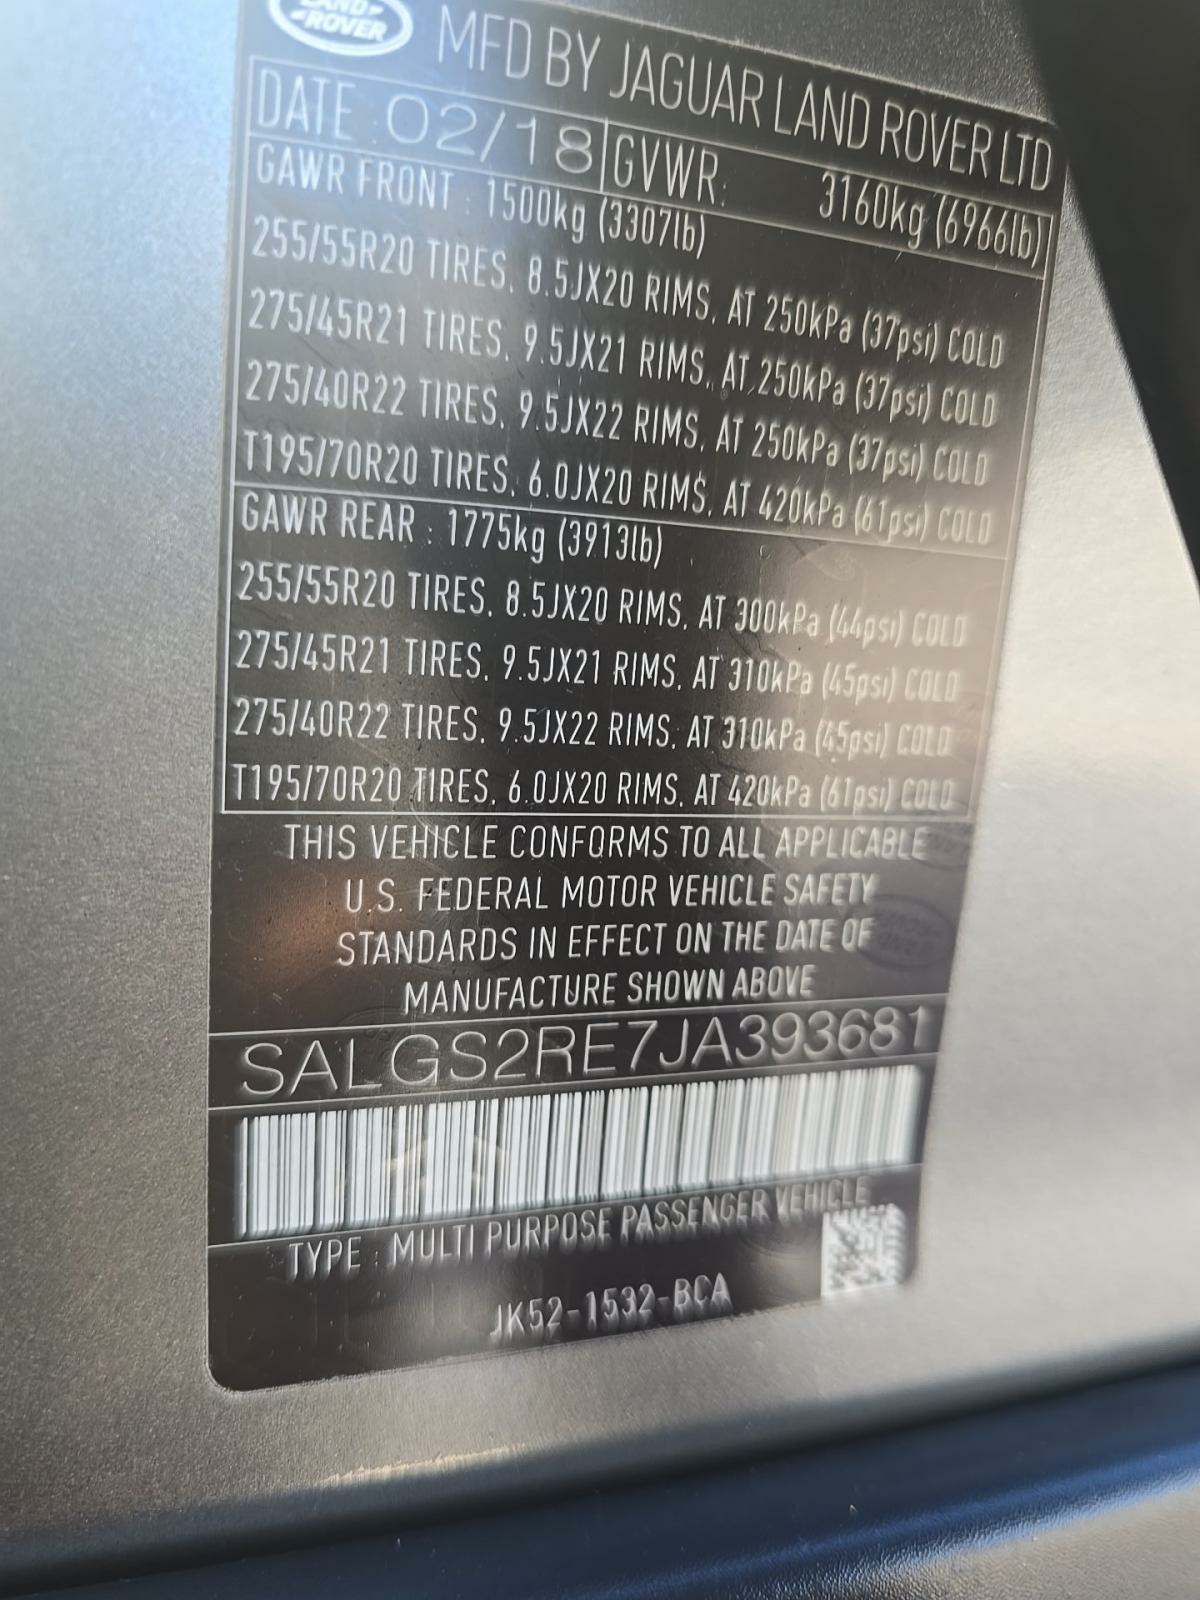 LAND
ROVER
MFD BY JAGUAR LAND ROVER LTD
DATE : 02/18 GVWR: 3160kg (6966lb)
GAWR FRONT : 1500kg (3307lb)
255/55R20 TIRES, 8.5JX20 RIMS, AT 250kPa (37psi) COLD
275/45R21 TIRES, 9.5JX21 RIMS, AT 250kPa (37psi) COLD
275/40R22 TIRES, 9.5JX22 RIMS, AT 250kPa (37psi) COLD
T195/70R20 TIRES, 6.0JX20 RIMS, AT 420kPa (61psi) COLD
GAWR REAR : 1775kg (3913lb)
255/55R20 TIRES, 8.5JX20 RIMS, AT 300kPa (44psi) COLD
275/45R21 TIRES, 9.5JX21 RIMS, AT 310kPa (45psi) COLD
275/40R22 TIRES, 9.5JX22 RIMS, AT 310kPa (45psi) COLD
T195/70R20 TIRES, 6.0JX20 RIMS, AT 420kPa (61psi) COLD
THIS VEHICLE CONFORMS TO ALL APPLICABLE
U.S. FEDERAL MOTOR VEHICLE SAFETY
STANDARDS IN EFFECT ON THE DATE OF
MANUFACTURE SHOWN ABOVE
SALGS2RE7JA393681
TYPE : MULTI PURPOSE PASSENGER VEHICLE
JK52-1532-BCA